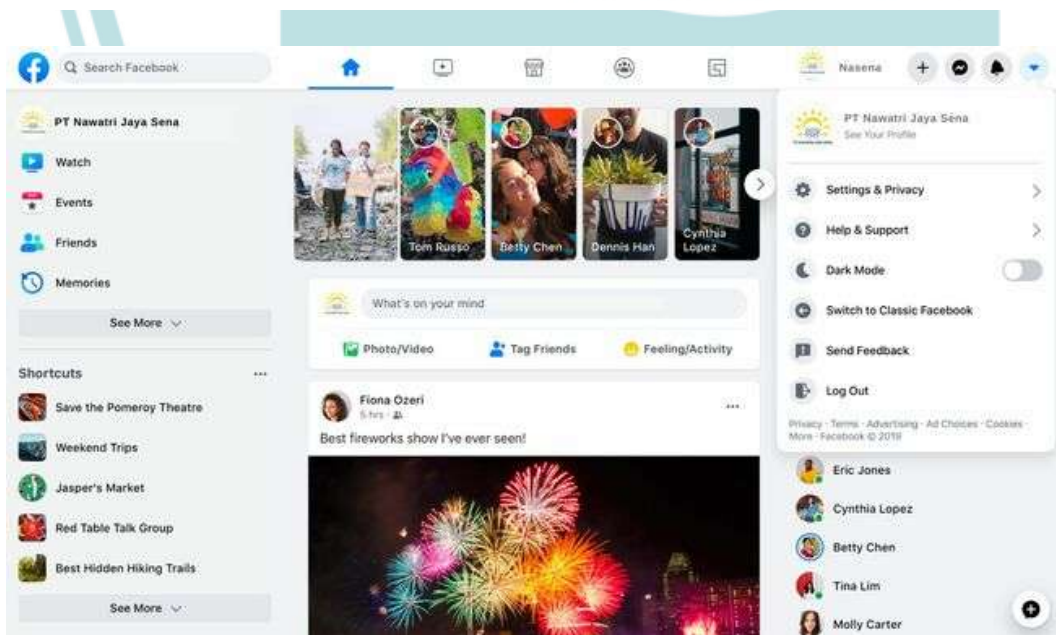 Search Facebook
Nasena
PT Nawatri Jaya Sena
Watch
Events
Friends
Memories
See More
Shortcuts
Save the Pomeroy Theatre
Weekend Trips
Jasper's Market
Red Table Talk Group
Best Hidden Hiking Trails
See More
Tom Russo
Betty Chen
Dennis Han
Cynthia
Lopez
What's on your mind
Photo/Video
Tag Friends
Feeling/Activity
Fiona Ozeri
5 hrs ·
Best fireworks show I've ever seen!
PT Nawatri Jaya Sena
See Your Profile
Settings & Privacy
Help & Support
Dark Mode
Switch to Classic Facebook
Send Feedback
Log Out
Privacy · Terms · Advertising · Ad Choices · Cookies ·
More · Facebook © 2019
Eric Jones
Cynthia Lopez
Betty Chen
Tina Lim
Molly Carter